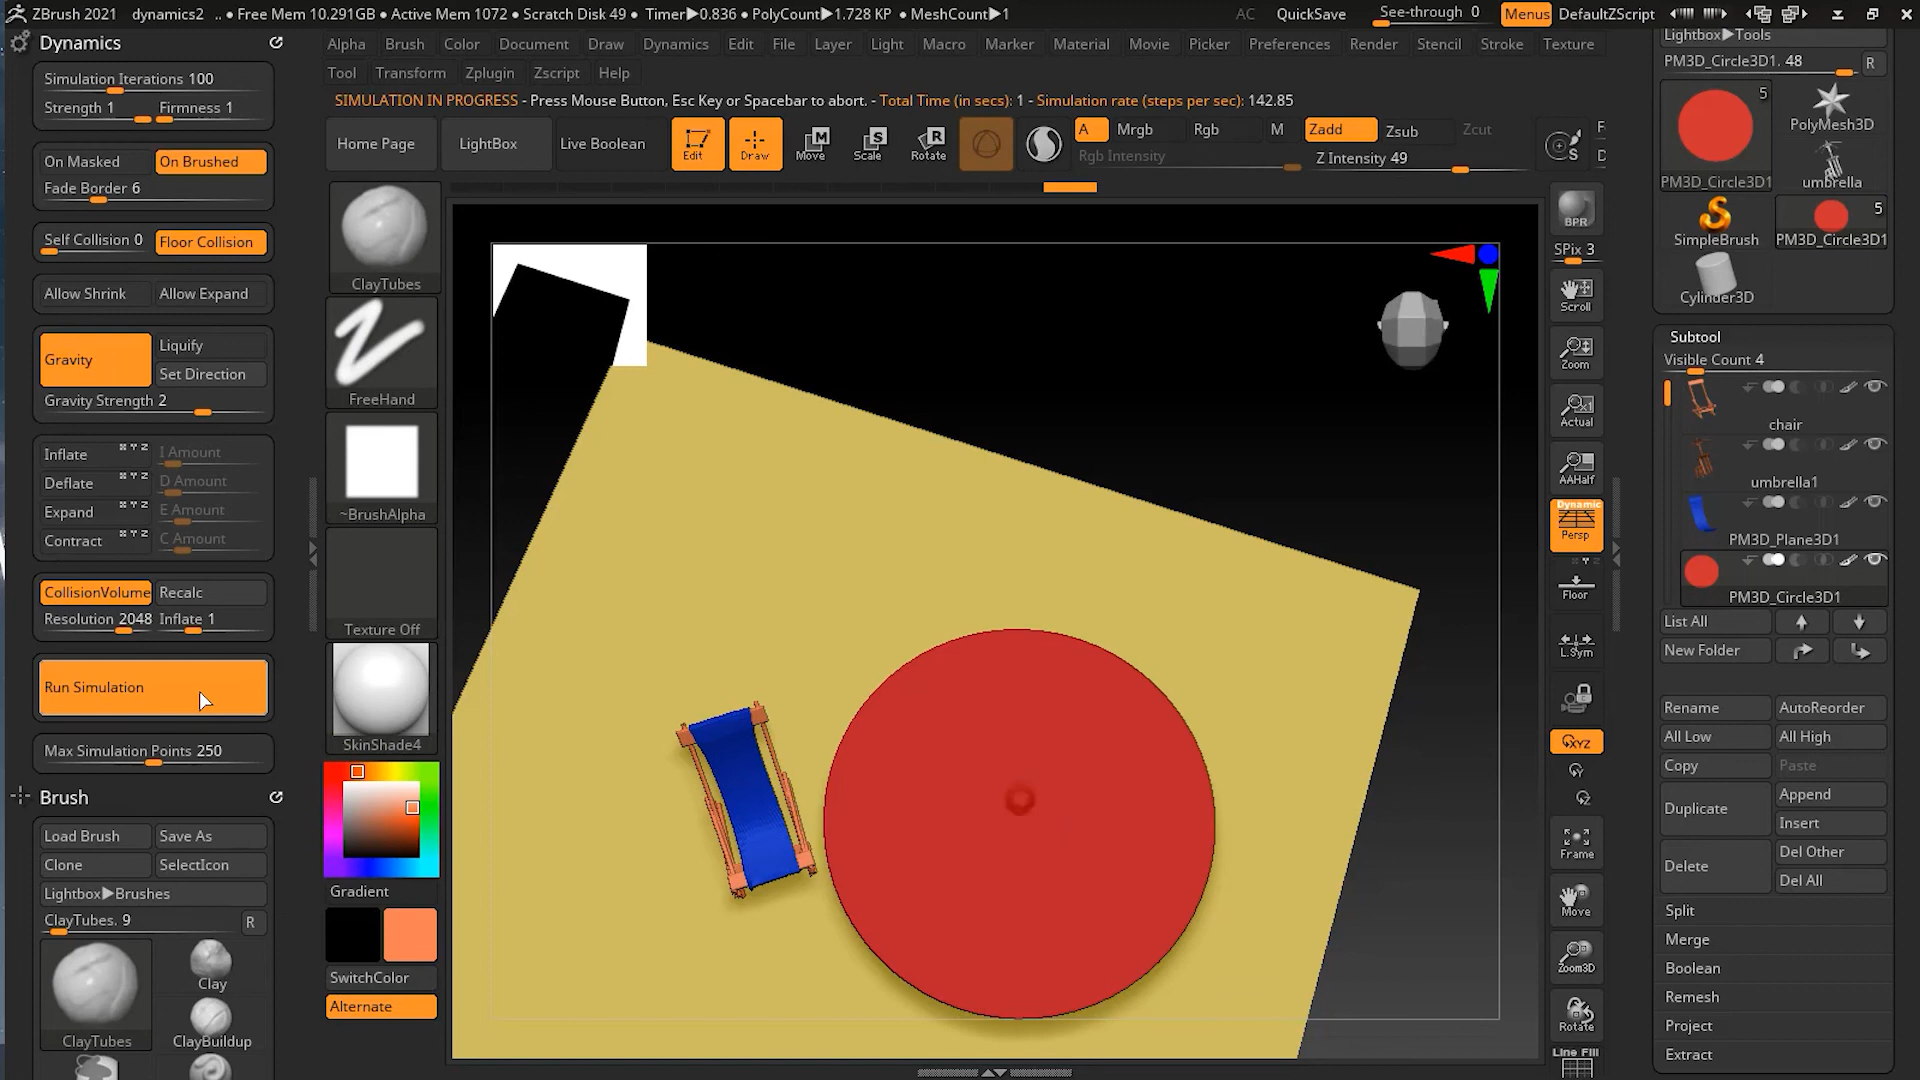 ZBrush 2021 dynamics2 .. • Free Mem 10.291GB • Active Mem 1072 • Scratch Disk 49 • Timer▶0.836 • PolyCount▶1.728 KP • MeshCount▶1 AC QuickSave See-through 0 Menus DefaultZScript
Dynamics
Simulation Iterations 100
Strength 1 Firmness 1
On Masked On Brushed
Fade Border 6
Self Collision 0 Floor Collision
Allow Shrink Allow Expand
Gravity Liquify
Set Direction
Gravity Strength 2
Inflate X Y Z I Amount
Deflate X Y Z D Amount
Expand X Y Z E Amount
Contract X Y Z C Amount
CollisionVolume Recalc
Resolution 2048 Inflate 1
Run Simulation
Max Simulation Points 250
Brush
Load Brush Save As
Clone SelectIcon
Lightbox▶Brushes
ClayTubes. 9 R
Clay
ClayTubes ClayBuildup
Alpha Brush Color Document Draw Dynamics Edit File Layer Light Macro Marker Material Movie Picker Preferences Render Stencil Stroke Texture
Tool Transform Zplugin Zscript Help
SIMULATION IN PROGRESS - Press Mouse Button, Esc Key or Spacebar to abort. - Total Time (in secs): 1 - Simulation rate (steps per sec): 142.85
Home Page LightBox Live Boolean Edit Draw Move Scale Rotate
A Mrgb Rgb M Zadd Zsub Zcut
Rgb Intensity Z Intensity 49
ClayTubes
FreeHand
~BrushAlpha
Texture Off
SkinShade4
Gradient
SwitchColor
Alternate
BPR
SPix 3
Scroll
Zoom
Actual
AAHalf
Dynamic
Persp
Floor
L.Sym
XYZ
Frame
Move
Zoom3D
Rotate
Line Fill
Lightbox▶Tools
PM3D_Circle3D1. 48 R
5
PolyMesh3D
PM3D_Circle3D1 umbrella
5
SimpleBrush PM3D_Circle3D1
Cylinder3D
Subtool
Visible Count 4
chair
umbrella1
PM3D_Plane3D1
PM3D_Circle3D1
List All
New Folder
Rename AutoReorder
All Low All High
Copy Paste
Duplicate Append
Insert
Delete Del Other
Del All
Split
Merge
Boolean
Remesh
Project
Extract